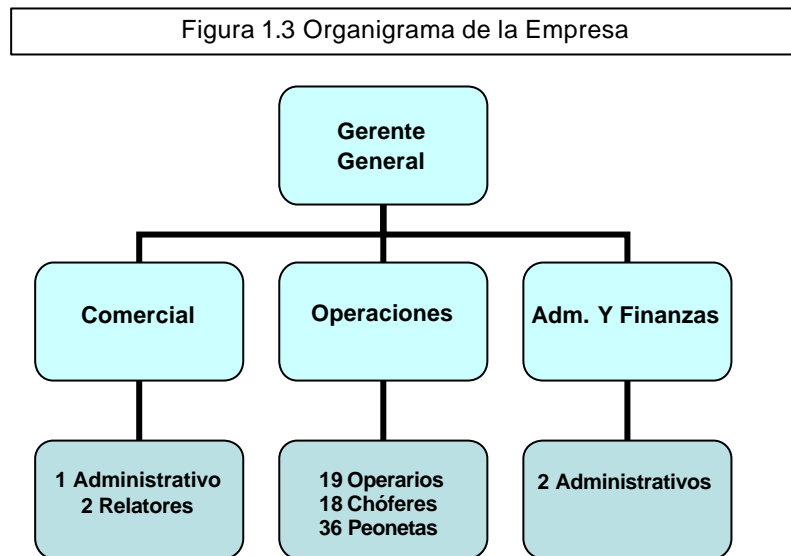 Figura 1.3 Organigrama de la Empresa
Gerente
General
Comercial
Operaciones
Adm. Y Finanzas
1 Administrativo
2 Relatores
19 Operarios
18 Chóferes
36 Peonetas
2 Administrativos